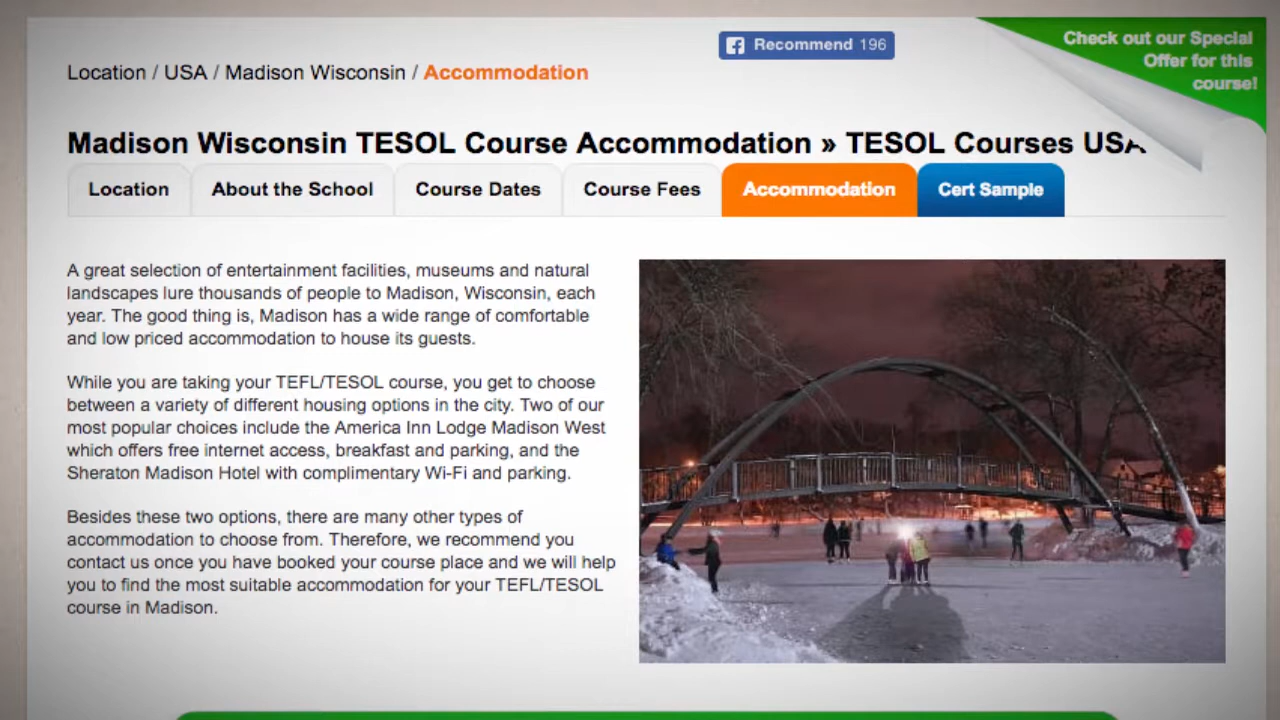 Recommend 196
Check out our Special
Offer for this
course!
Location / USA / Madison Wisconsin / Accommodation
Madison Wisconsin TESOL Course Accommodation » TESOL Courses USA
Location
About the School
Course Dates
Course Fees
Accommodation
Cert Sample
A great selection of entertainment facilities, museums and natural
landscapes lure thousands of people to Madison, Wisconsin, each
year. The good thing is, Madison has a wide range of comfortable
and low priced accommodation to house its guests.
While you are taking your TEFL/TESOL course, you get to choose
between a variety of different housing options in the city. Two of our
most popular choices include the America Inn Lodge Madison West
which offers free internet access, breakfast and parking, and the
Sheraton Madison Hotel with complimentary Wi-Fi and parking.
Besides these two options, there are many other types of
accommodation to choose from. Therefore, we recommend you
contact us once you have booked your course place and we will help
you to find the most suitable accommodation for your TEFL/TESOL
course in Madison.